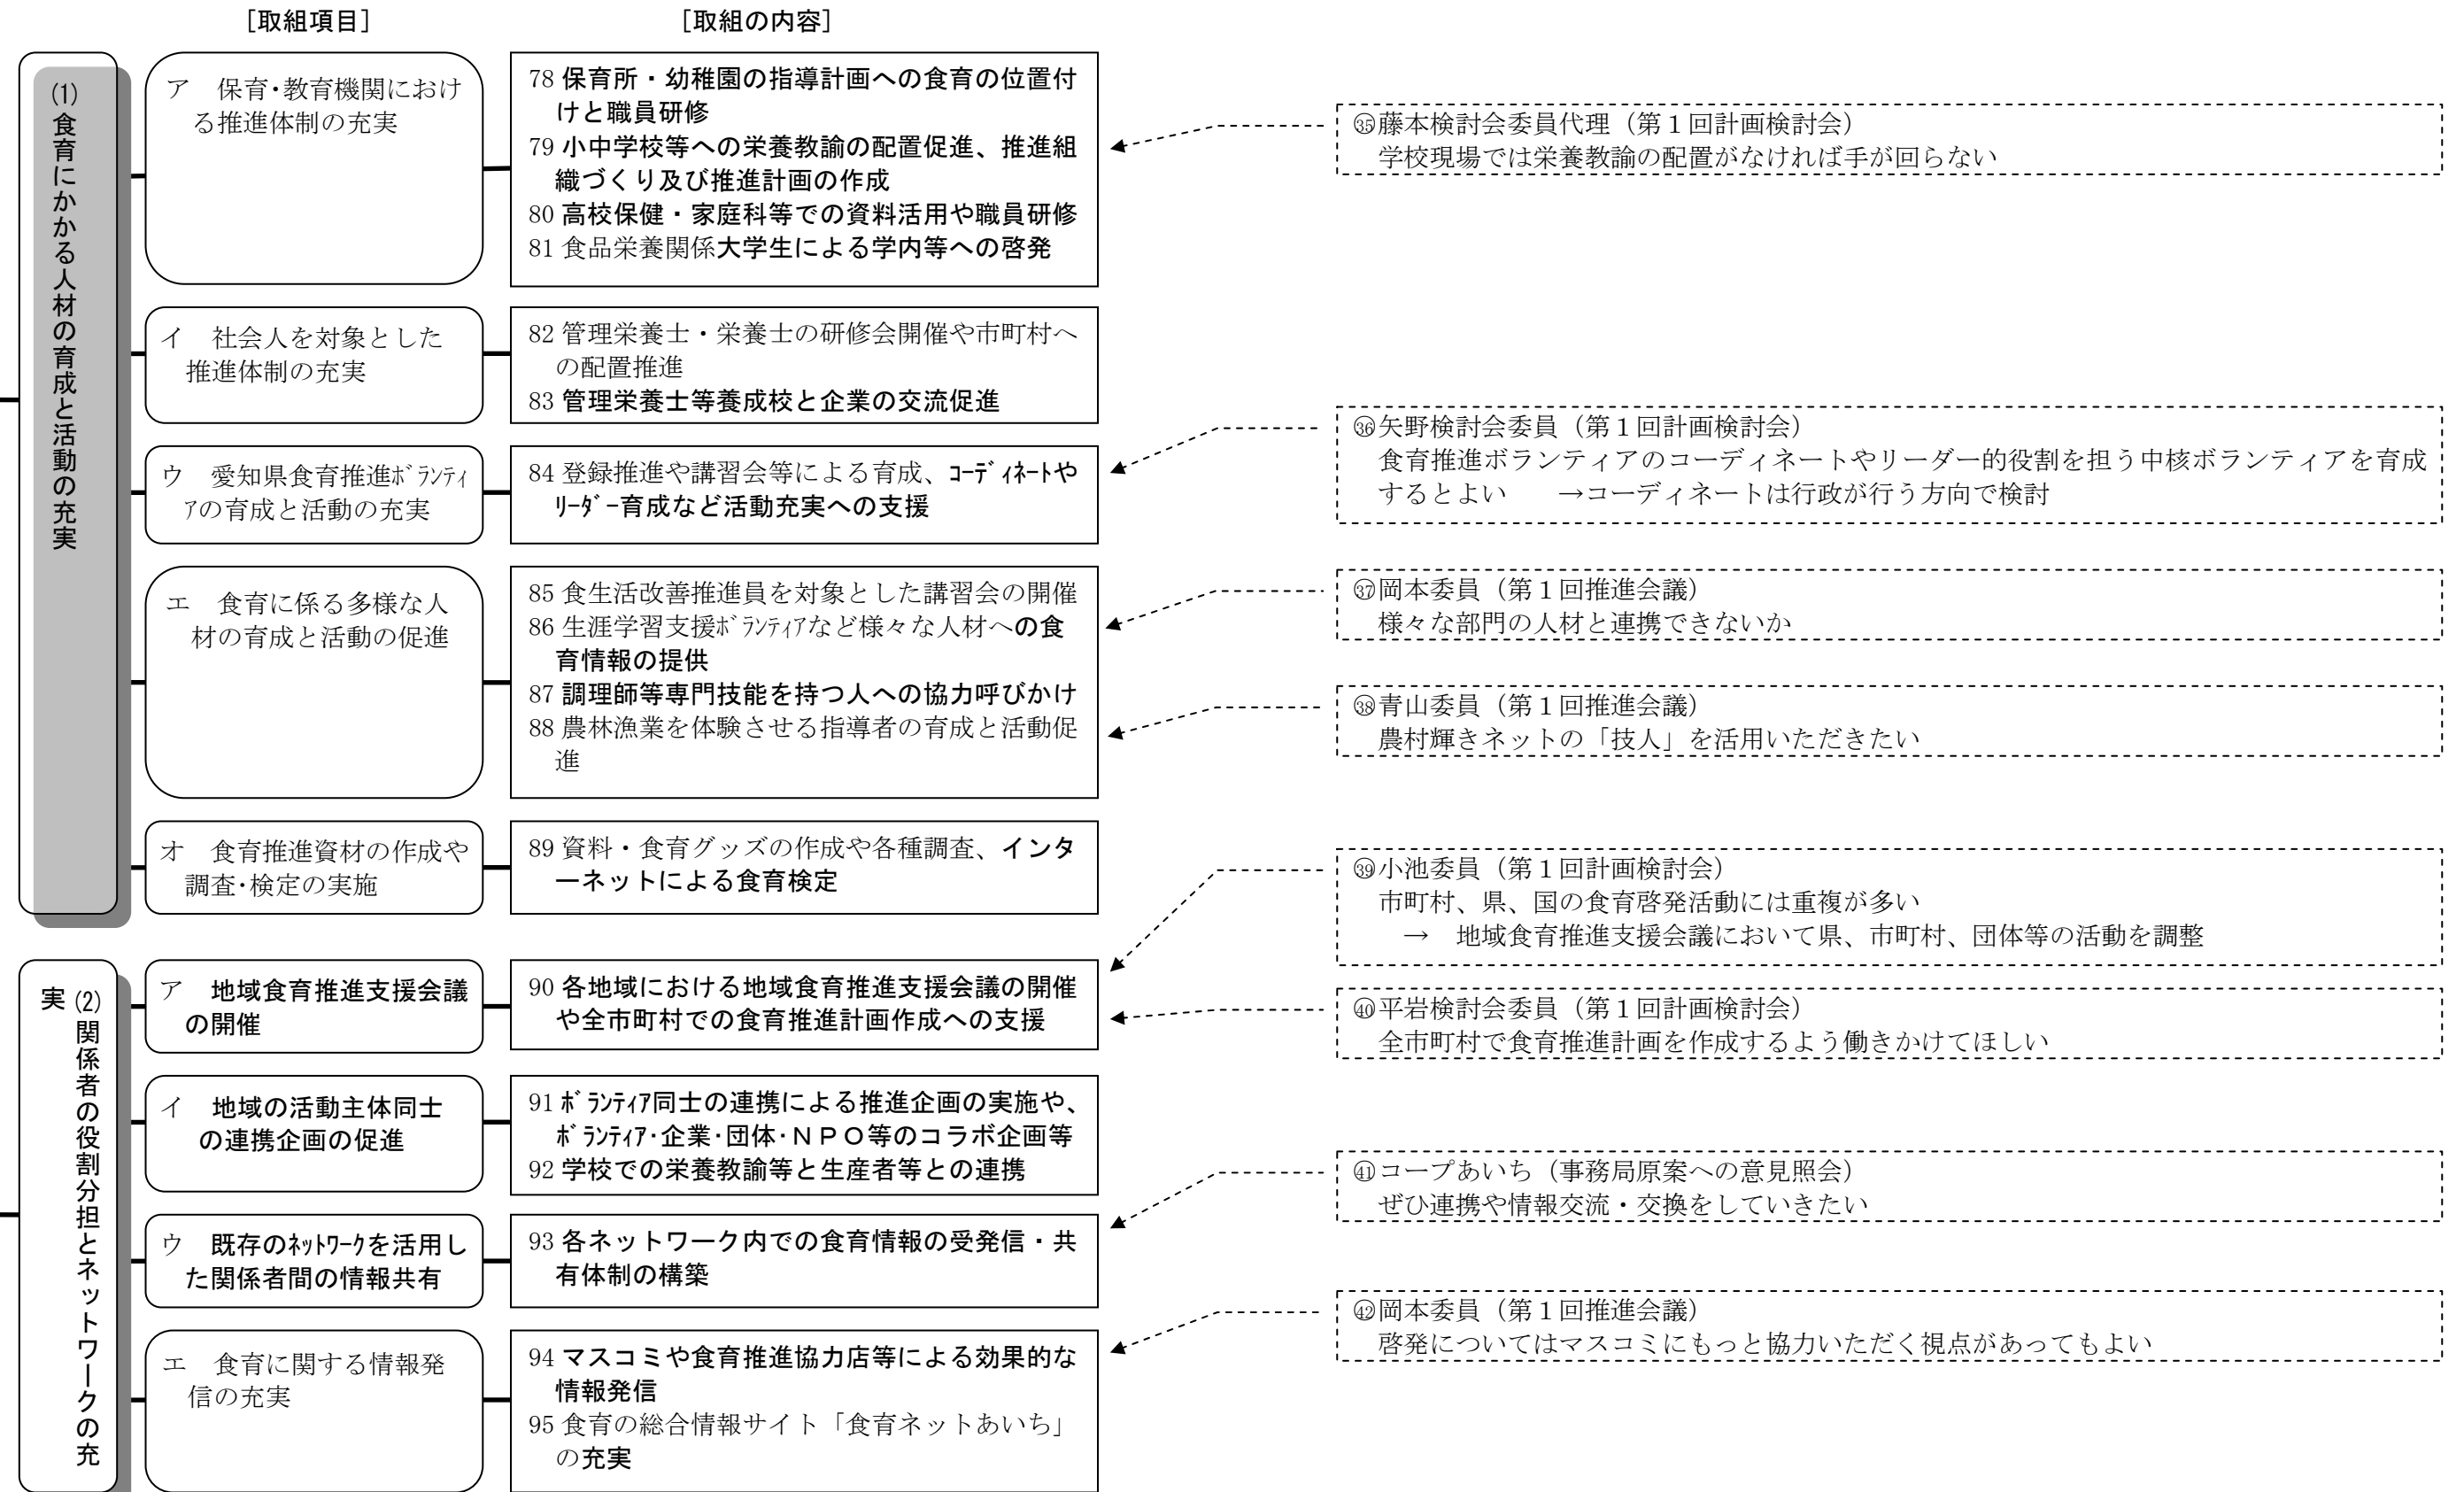 ［取組項目］
［取組の内容］
(1)食育にかかる人材の育成と活動の充実
ア　保育・教育機関におけ
る推進体制の充実
78 保育所・幼稚園の指導計画への食育の位置付
けと職員研修
79 小中学校等への栄養教諭の配置促進、推進組
織づくり及び推進計画の作成
80 高校保健・家庭科等での資料活用や職員研修
81 食品栄養関係大学生による学内等への啓発
㉟藤本検討会委員代理（第１回計画検討会）
学校現場では栄養教諭の配置がなければ手が回らない
イ　社会人を対象とした
推進体制の充実
82 管理栄養士・栄養士の研修会開催や市町村へ
の配置推進
83 管理栄養士等養成校と企業の交流促進
ウ　愛知県食育推進ﾎﾞﾗﾝﾃｨ
ｱの育成と活動の充実
84 登録推進や講習会等による育成、ｺｰﾃﾞｨﾈｰﾄや
ﾘｰﾀﾞｰ育成など活動充実への支援
㊱矢野検討会委員（第１回計画検討会）
食育推進ボランティアのコーディネートやリーダー的役割を担う中核ボランティアを育成
するとよい　→コーディネートは行政が行う方向で検討
エ　食育に係る多様な人
材の育成と活動の促進
85 食生活改善推進員を対象とした講習会の開催
86 生涯学習支援ﾎﾞﾗﾝﾃｨｱなど様々な人材への食
育情報の提供
87 調理師等専門技能を持つ人への協力呼びかけ
88 農林漁業を体験させる指導者の育成と活動促
進
㊲岡本委員（第１回推進会議）
様々な部門の人材と連携できないか
㊳青山委員（第１回推進会議）
農村輝きネットの「技人」を活用いただきたい
オ　食育推進資材の作成や
調査・検定の実施
89 資料・食育グッズの作成や各種調査、インタ
ーネットによる食育検定
㊴小池委員（第１回計画検討会）
市町村、県、国の食育啓発活動には重複が多い
→　地域食育推進支援会議において県、市町村、団体等の活動を調整
(2)関係者の役割分担とネットワークの充
実
ア　地域食育推進支援会議
の開催
90 各地域における地域食育推進支援会議の開催
や全市町村での食育推進計画作成への支援
㊵平岩検討会委員（第１回計画検討会）
全市町村で食育推進計画を作成するよう働きかけてほしい
イ　地域の活動主体同士
の連携企画の促進
91 ﾎﾞﾗﾝﾃｨｱ同士の連携による推進企画の実施や、
ﾎﾞﾗﾝﾃｨｱ・企業・団体・ＮＰＯ等のコラボ企画等
92 学校での栄養教諭等と生産者等との連携
㊶コープあいち（事務局原案への意見照会）
ぜひ連携や情報交流・交換をしていきたい
ウ　既存のﾈｯﾄﾜｰｸを活用し
た関係者間の情報共有
93 各ネットワーク内での食育情報の受発信・共
有体制の構築
㊷岡本委員（第１回推進会議）
啓発についてはマスコミにもっと協力いただく視点があってもよい
エ　食育に関する情報発
信の充実
94 マスコミや食育推進協力店等による効果的な
情報発信
95 食育の総合情報サイト「食育ネットあいち」
の充実